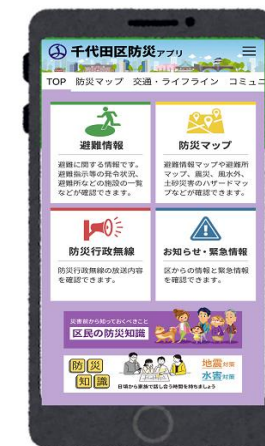 千代田区防災アプリ
TOP 防災マップ 交通・ライフライン コミュニ
避難情報
避難に関する情報です。
避難指示等の発令状況、
避難所などの施設の一覧
などが確認できます。
防災マップ
避難情報マップや避難所
マップ、震災、風水外、
土砂災害のハザードマッ
プなどが確認できます。
防災行政無線
防災行政無線の放送内容
を確認できます。
お知らせ・緊急情報
区からの情報と緊急情報
を確認できます。
災害前から知っておくべきこと
区民の防災知識
防災
知識
地震対策
水害対策
日頃から家族で話し合う時間を持ちましょう